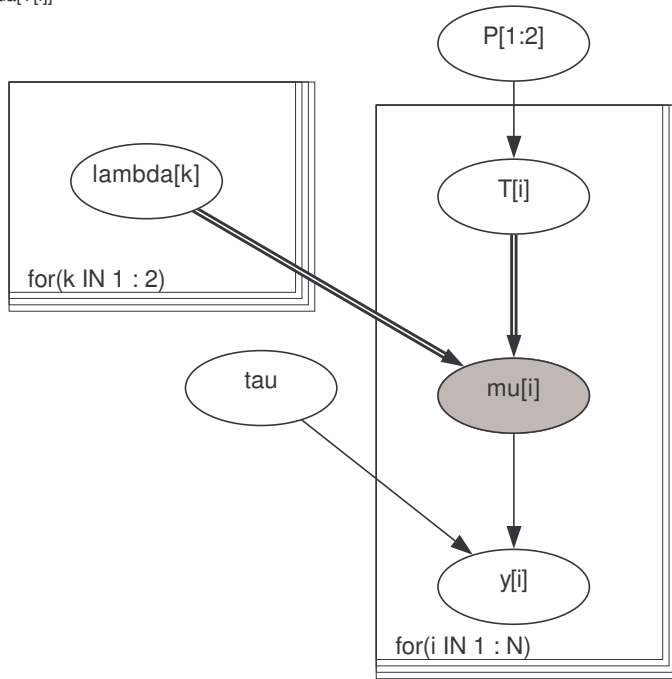 P[1:2]
lambda[k]
T[i]
for(k IN 1 : 2)
tau
mu[i]
y[i]
for(i IN 1 : N)